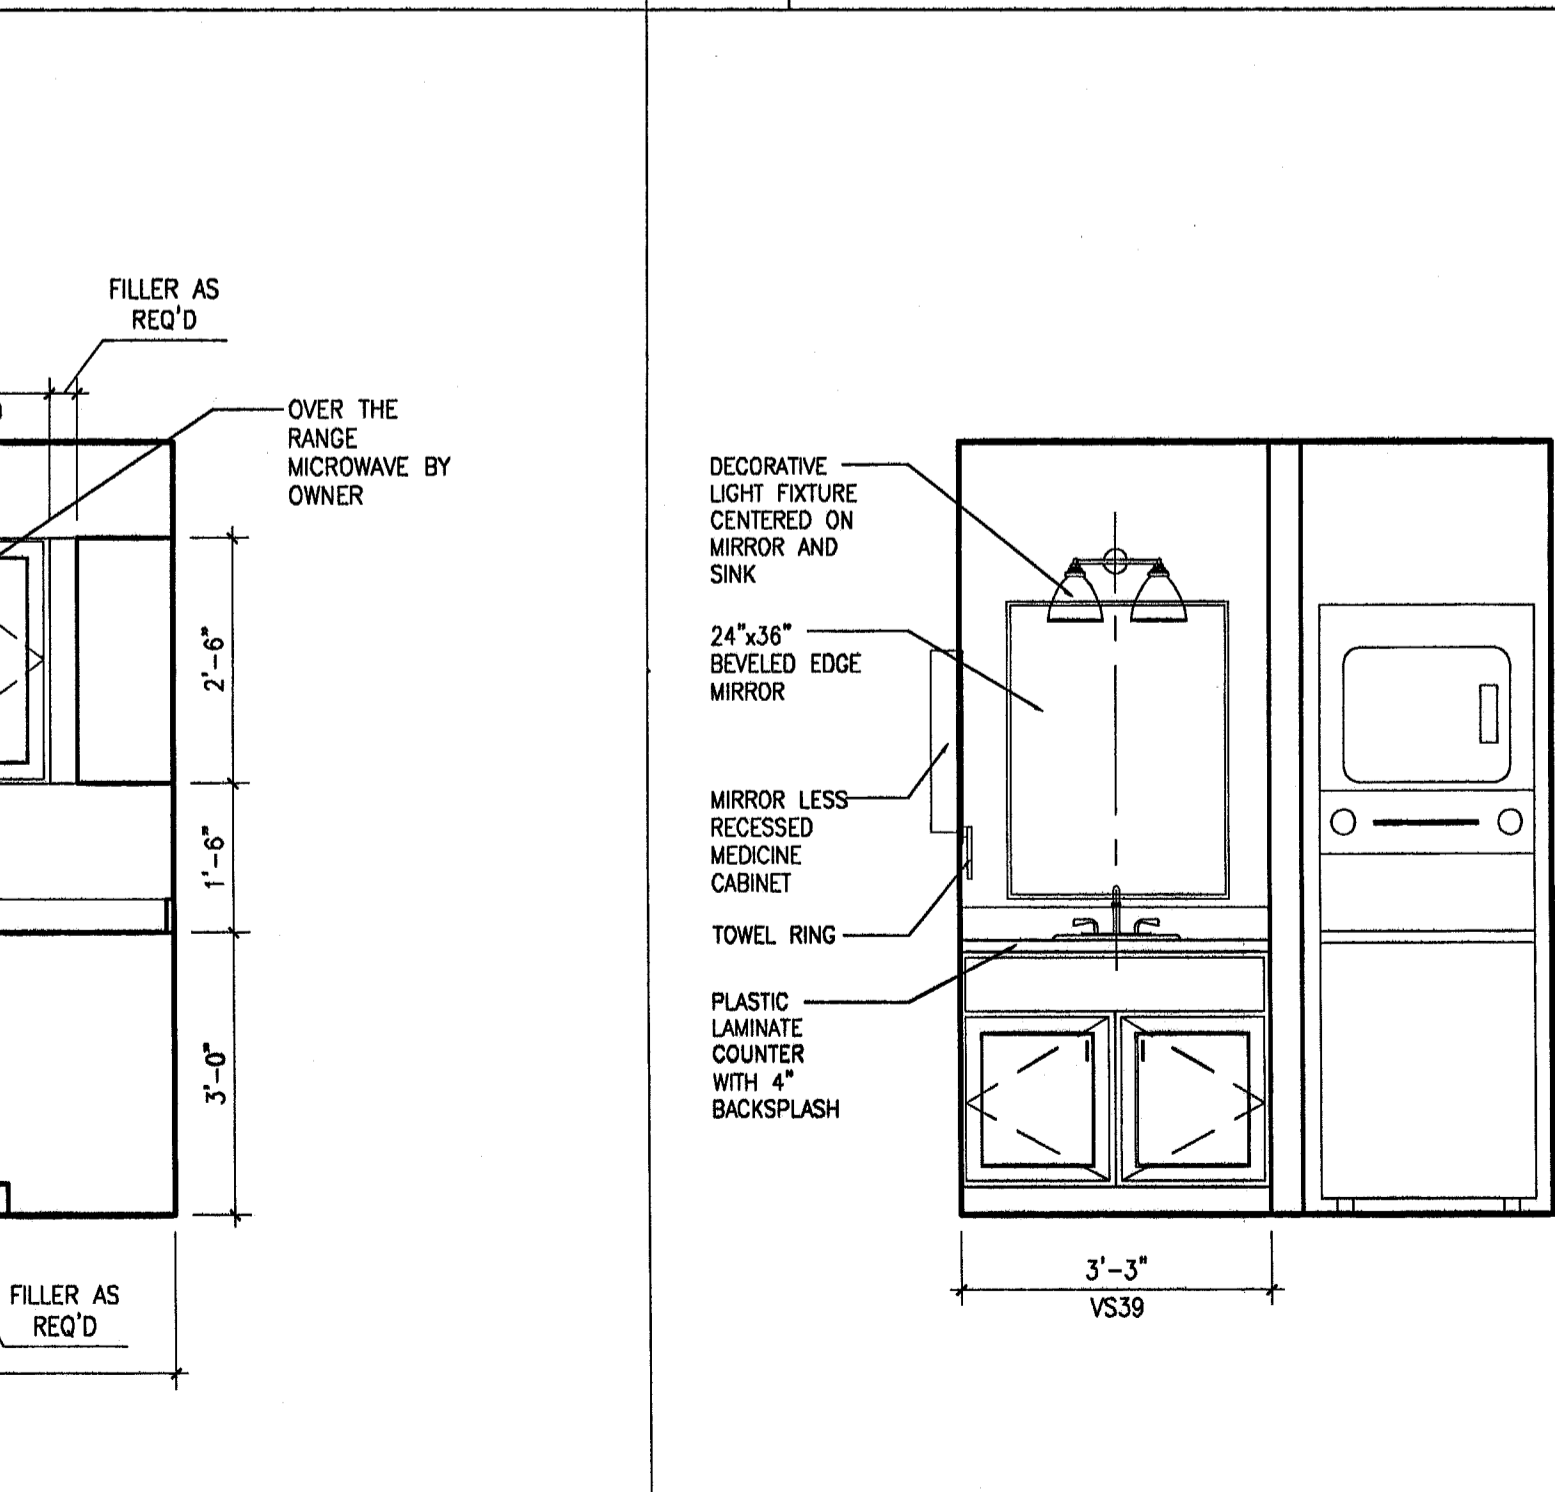 FILLER AS
REQ'D
OVER THE
RANGE
MICROWAVE BY
OWNER
2'-6"
1'-6"
3'-0"
FILLER AS
REQ'D
DECORATIVE
LIGHT FIXTURE
CENTERED ON
MIRROR AND
SINK
24"x36"
BEVELED EDGE
MIRROR
MIRROR LESS
RECESSED
MEDICINE
CABINET
TOWEL RING
PLASTIC
LAMINATE
COUNTER
WITH 4"
BACKSPLASH
3'-3"
VS39